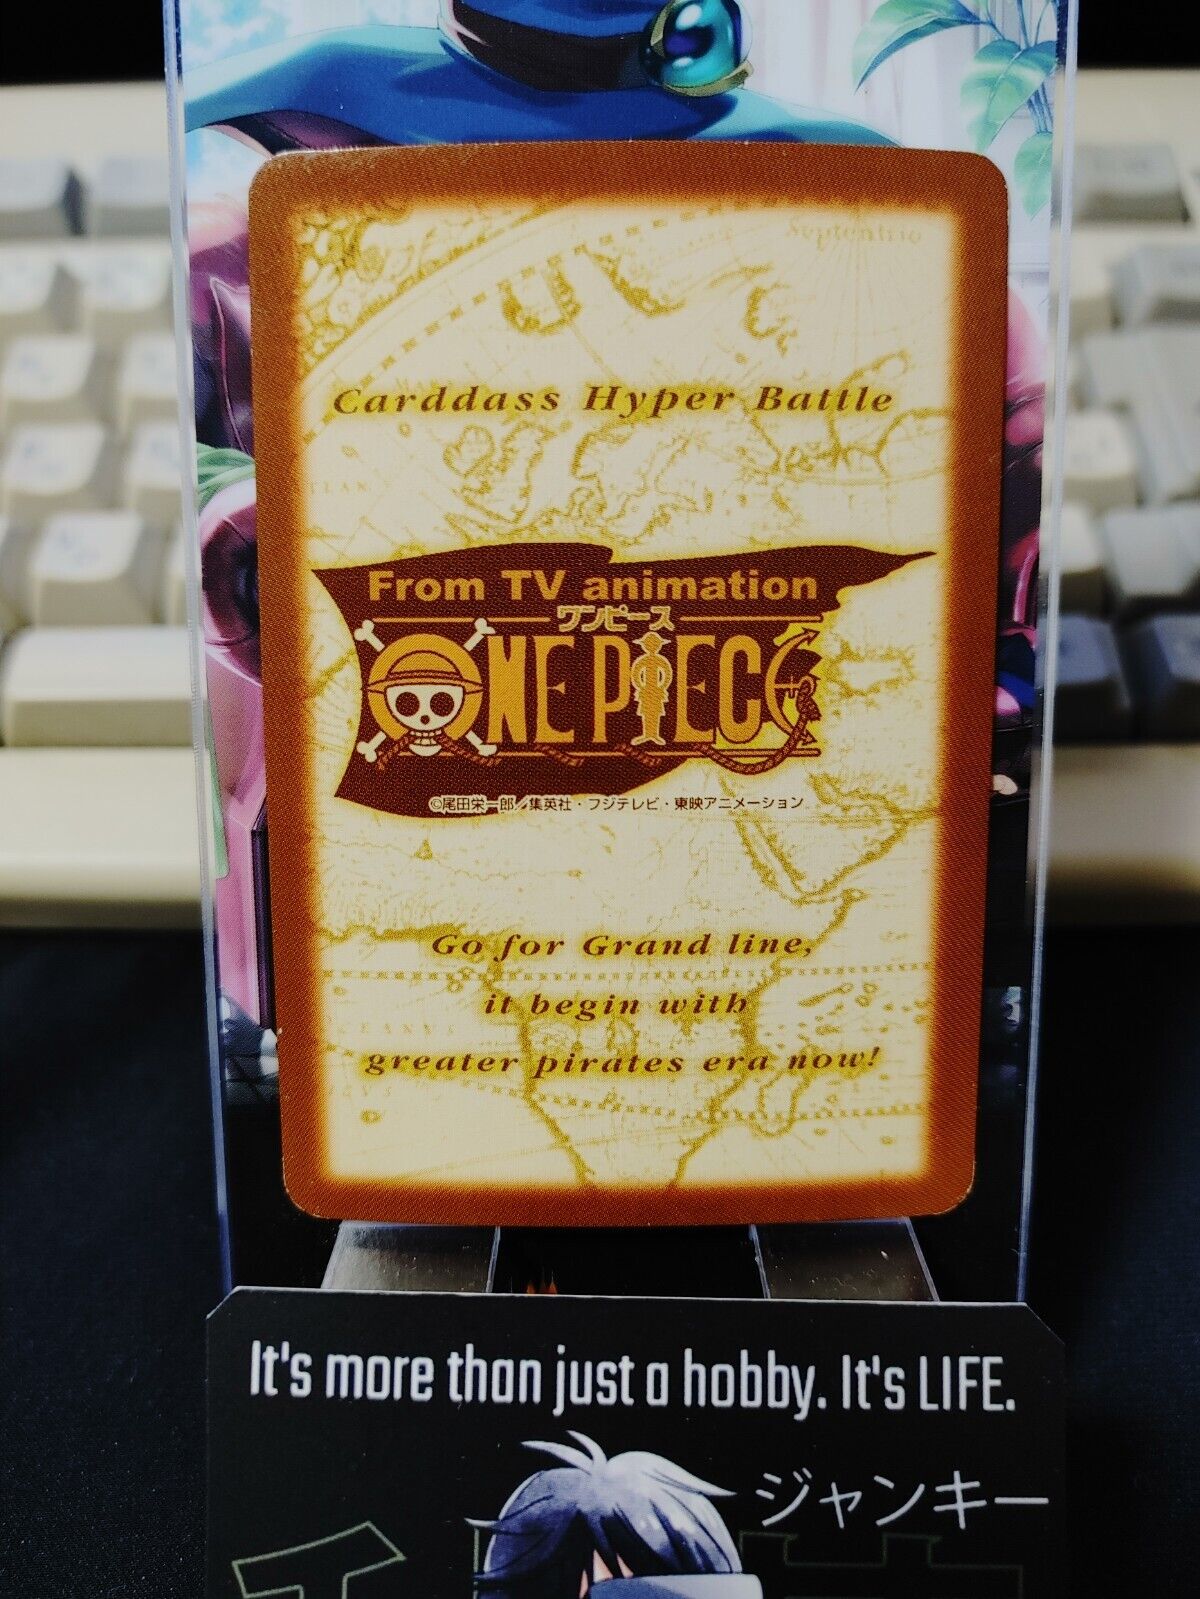 Septentrio
Carddass Hyper Battle
From TV animation
ワンピース
ONE PIECE
©尾田栄一郎/集英社・フジテレビ・東映アニメーション
Go for Grand line,
it begin with
greater pirates era now!
It's more than just a hobby. It's LIFE.
ジャンキー